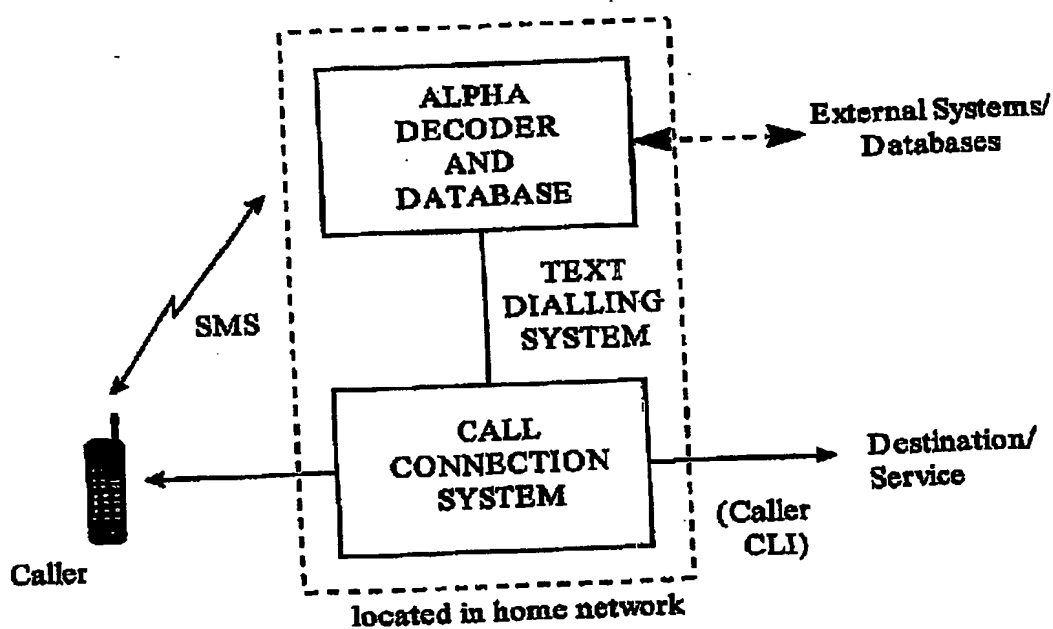 ALPHA
DECODER
AND
DATABASE
External Systems/
Databases
TEXT
DIALLING
SYSTEM
SMS
CALL
CONNECTION
SYSTEM
Destination/
Service
(Caller
CLI)
Caller
located in home network